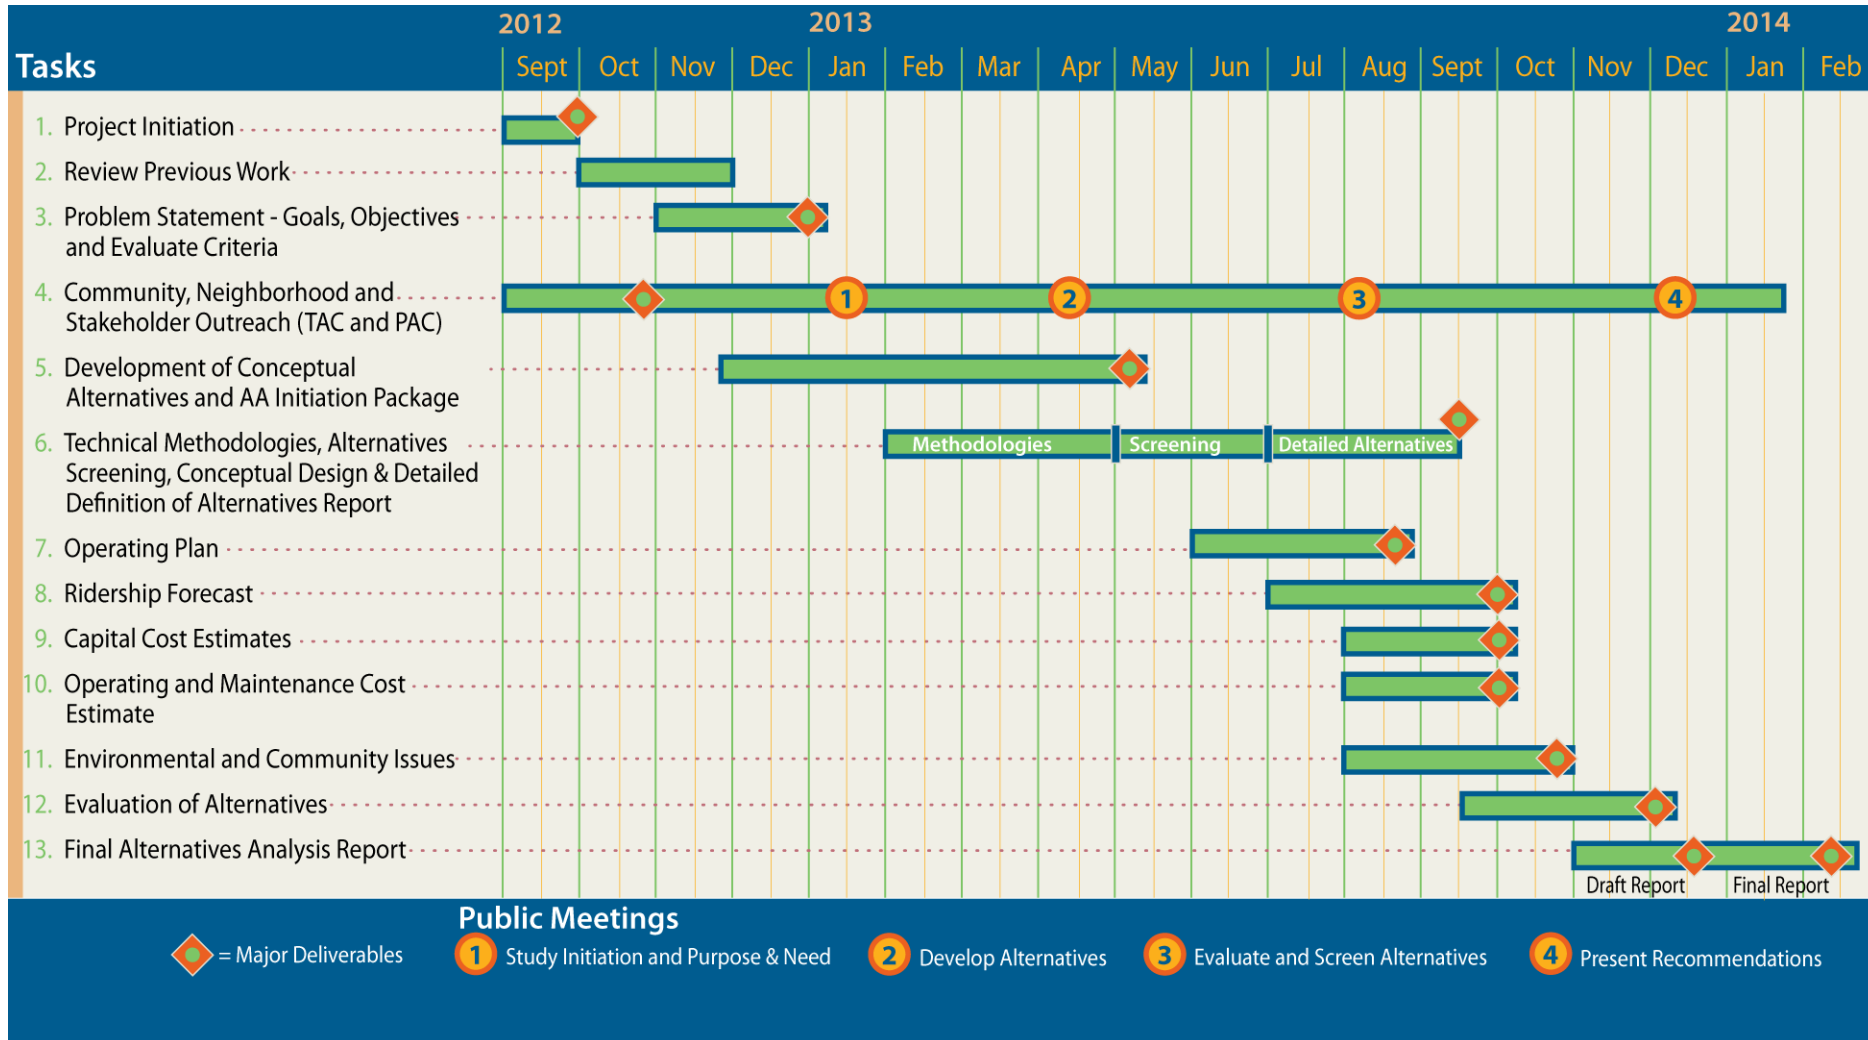 2012 2013 2014
Tasks Sept Oct Nov Dec Jan Feb Mar Apr May Jun Jul Aug Sept Oct Nov Dec Jan Feb
1. Project Initiation
2. Review Previous Work
3. Problem Statement - Goals, Objectives
and Evaluate Criteria
4. Community, Neighborhood and
Stakeholder Outreach (TAC and PAC)
1 2 3 4
5. Development of Conceptual
Alternatives and AA Initiation Package
6. Technical Methodologies, Alternatives
Screening, Conceptual Design & Detailed
Definition of Alternatives Report
Methodologies Screening Detailed Alternatives
7. Operating Plan
8. Ridership Forecast
9. Capital Cost Estimates
10. Operating and Maintenance Cost
Estimate
11. Environmental and Community Issues
12. Evaluation of Alternatives
13. Final Alternatives Analysis Report
Draft Report Final Report
Public Meetings
= Major Deliverables 1 Study Initiation and Purpose & Need 2 Develop Alternatives 3 Evaluate and Screen Alternatives 4 Present Recommendations